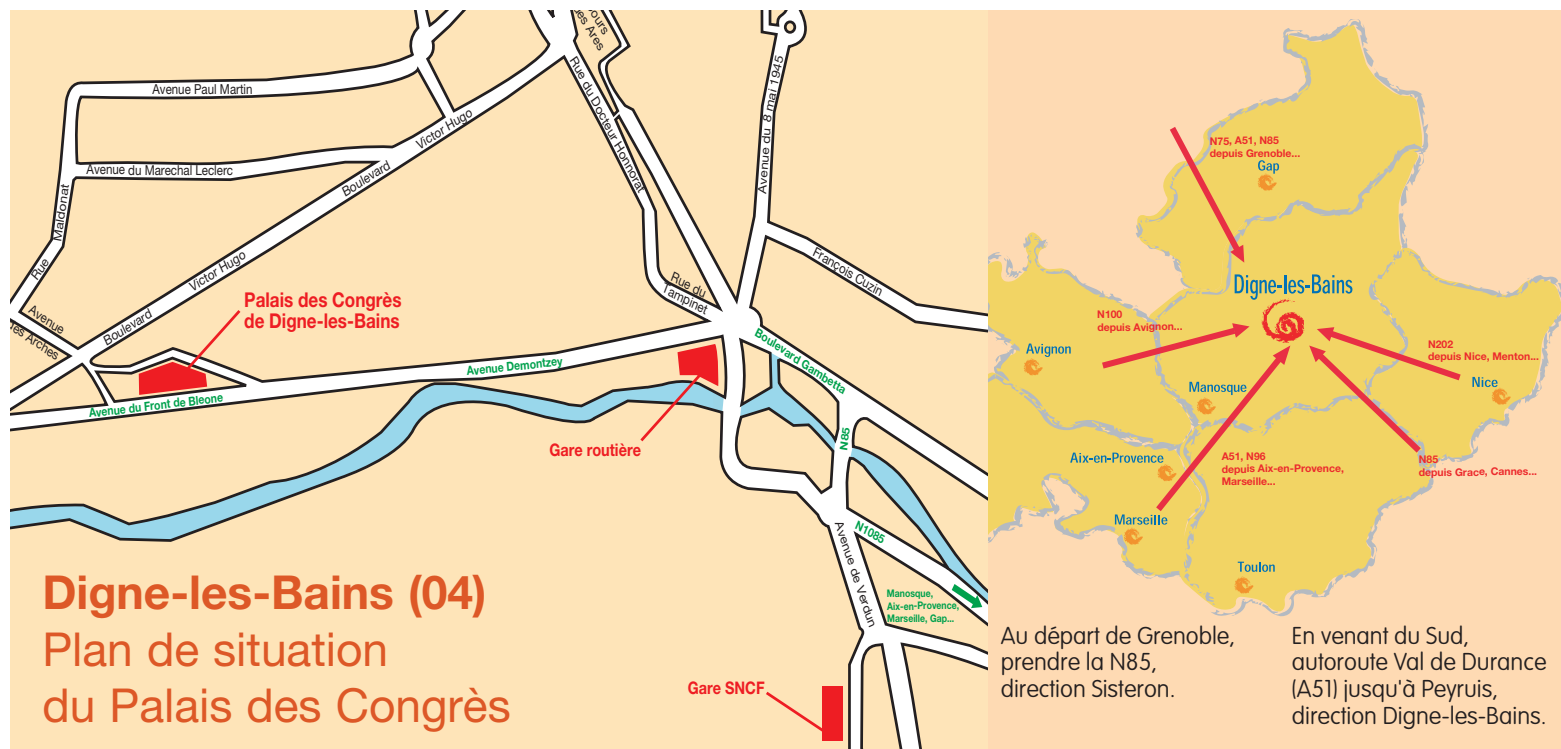 ours
es Ares
Avenue Paul Martin
Avenue du Marechal Leclerc
Rue
Maldonat
Boulevard
Victor Hugo
Boulevard
Victor Hugo
Rue du Docteur Honnorat
Avenue du 8 mai 1945
François Cuzin
Rue du
Tampinet
Avenue
des Arches
Palais des Congrès
de Digne-les-Bains
Avenue du Front de Bleone
Avenue Demontzey
Boulevard Gambetta
Gare routière
N85
N1085
Avenue de Verdun
Manosque,
Aix-en-Provence,
Marseille, Gap...
Gare SNCF
Digne-les-Bains (04)
Plan de situation
du Palais des Congrès
N75, A51, N85
depuis Grenoble...
Gap
Digne-les-Bains
N100
depuis Avignon...
Avignon
N202
depuis Nice, Menton...
Nice
Manosque
Aix-en-Provence
A51, N96
depuis Aix-en-Provence,
Marseille...
N85
depuis Grace, Cannes...
Marseille
Toulon
Au départ de Grenoble,
prendre la N85,
direction Sisteron.
En venant du Sud,
autoroute Val de Durance
(A51) jusqu'à Peyruis,
direction Digne-les-Bains.